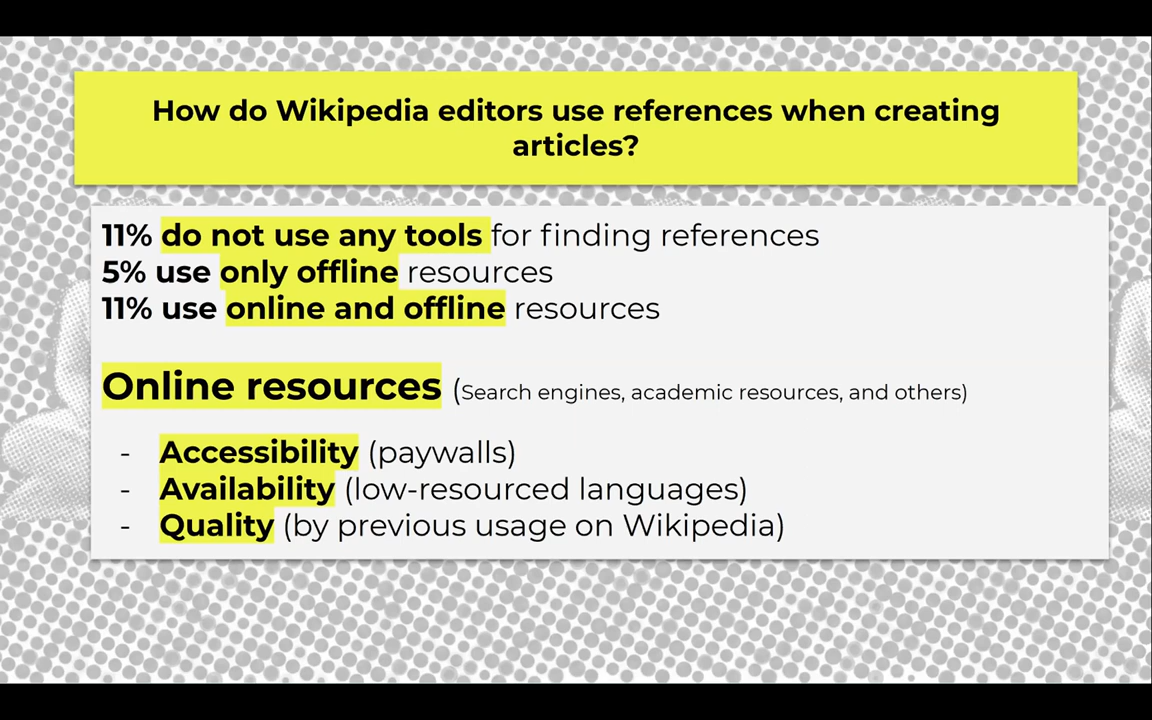 How do Wikipedia editors use references when creating
articles?
11% do not use any tools for finding references
5% use only offline resources
11% use online and offline resources
Online resources (Search engines, academic resources, and others)
- Accessibility (paywalls)
- Availability (low-resourced languages)
- Quality (by previous usage on Wikipedia)